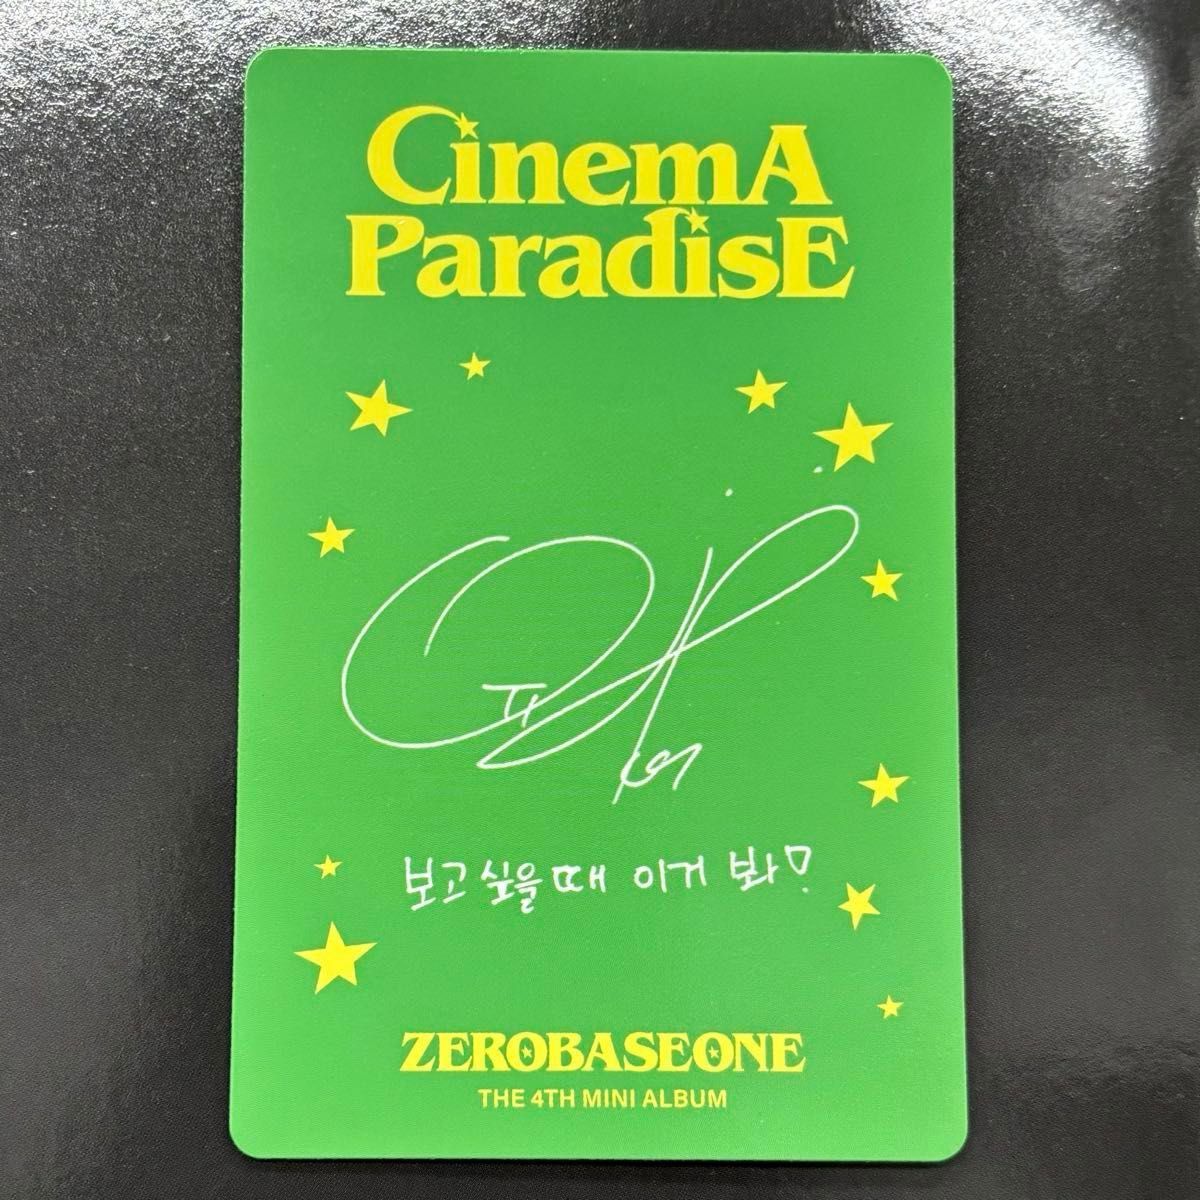 CinemA
ParadisE
보고 싶을 때 이거 봐!
ZEROBASEONE
THE 4TH MINI ALBUM